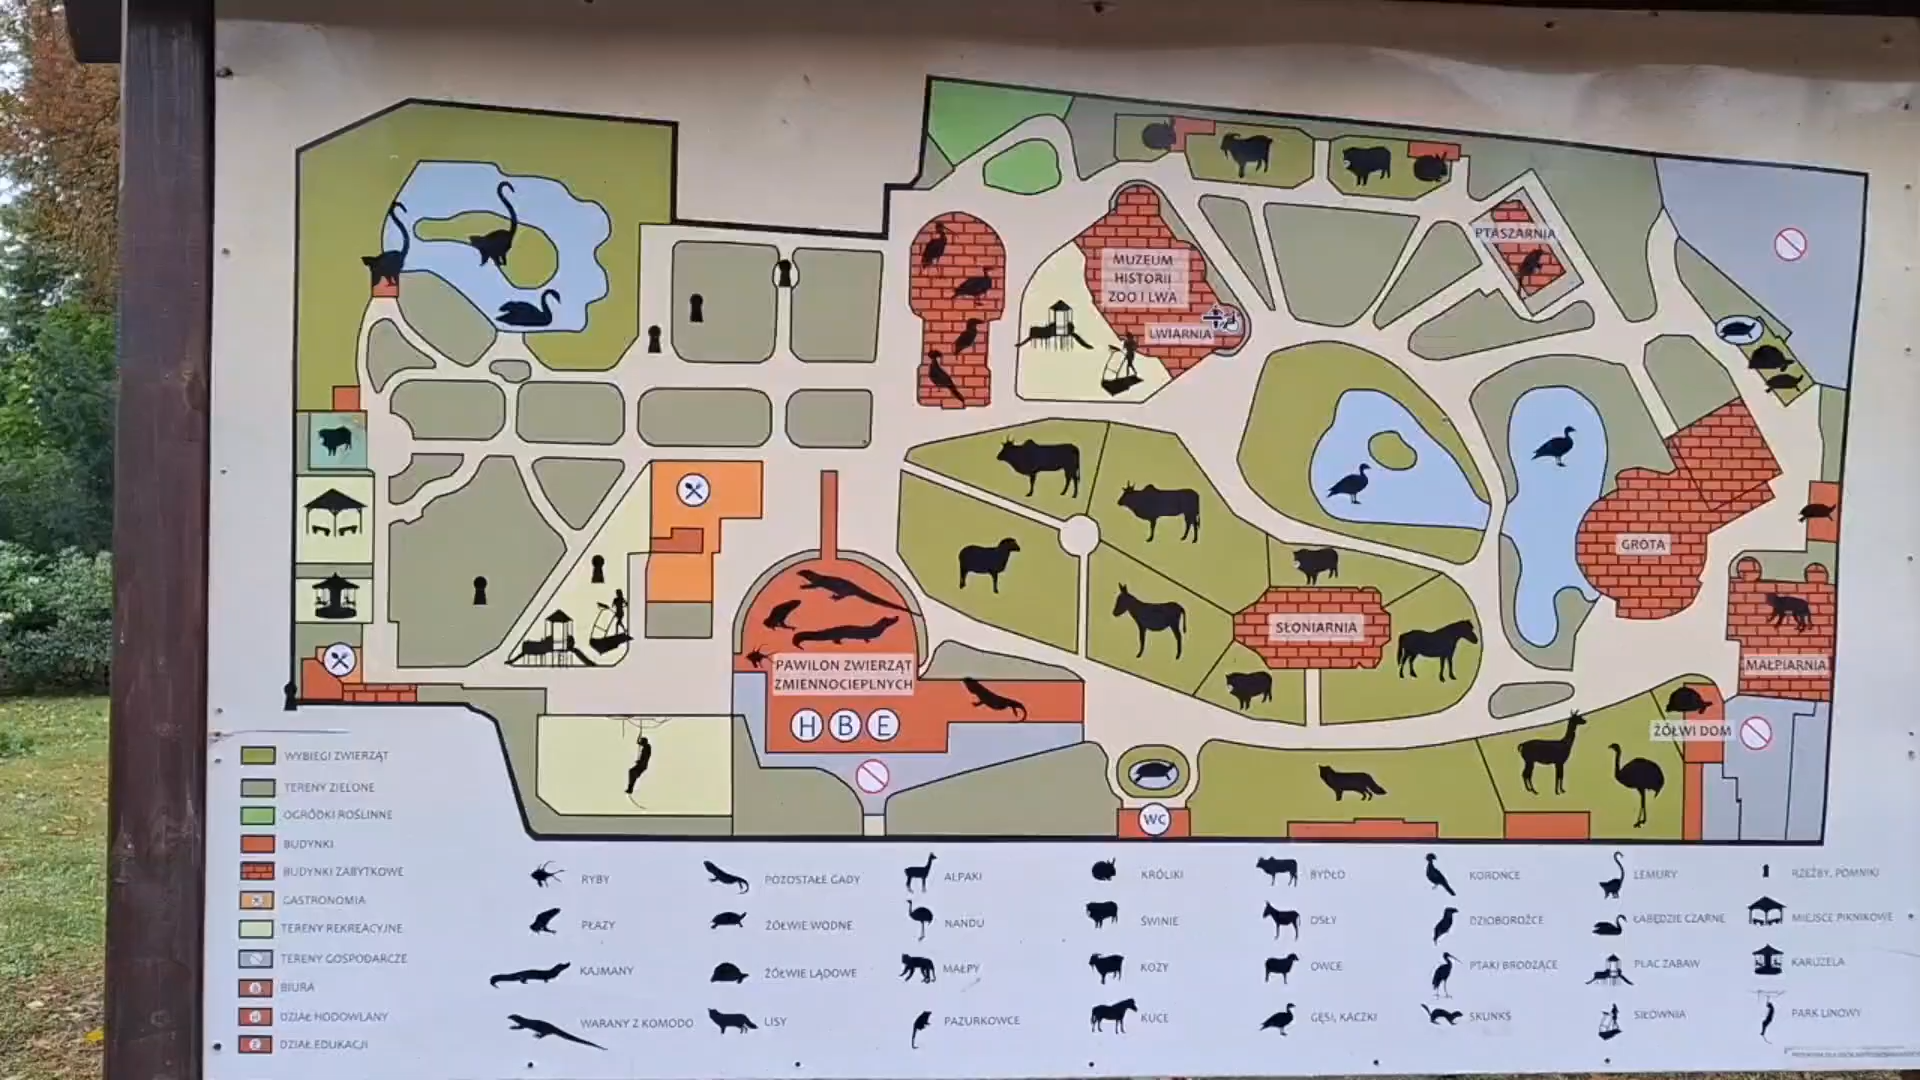 PTASZARNIA
MUZEUM
HISTORII
ZOO I LWA
LWIARNIA
GROTA
SŁONIARNIA
MAŁPIARNIA
PAWILON ZWIERZĄT
ZMIENNOCIEPLNYCH
H B E
ŻÓŁWI DOM
WC
WYBIEGI ZWIERZĄT
TERENY ZIELONE
OGRÓDKI ROŚLINNE
BUDYNKI
BUDYNKI ZABYTKOWE
GASTRONOMIA
TERENY REKREACYJNE
TERENY GOSPODARCZE
BIURA
DZIAŁ HODOWLANY
DZIAŁ EDUKACJI
RYBY
PŁAZY
KAJMANY
WARANY Z KOMODO
POZOSTAŁE GADY
ŻÓŁWIE WODNE
ŻÓŁWIE LĄDOWE
LISY
ALPAKI
NANDU
MAŁPY
PAZURKOWCE
KRÓLIKI
ŚWINIE
KOZY
KUCE
BYDŁO
OSŁY
OWCE
GĘSI, KACZKI
KOROŃCE
DZIOBOROŻCE
PTAKI BRODZĄCE
SKUNKS
LEMURY
ŁABĘDZIE CZARNE
PLAC ZABAW
SIŁOWNIA
RZEŹBY, POMNIKI
MIEJSCE PIKNIKOWE
KARUZELA
PARK LINOWY